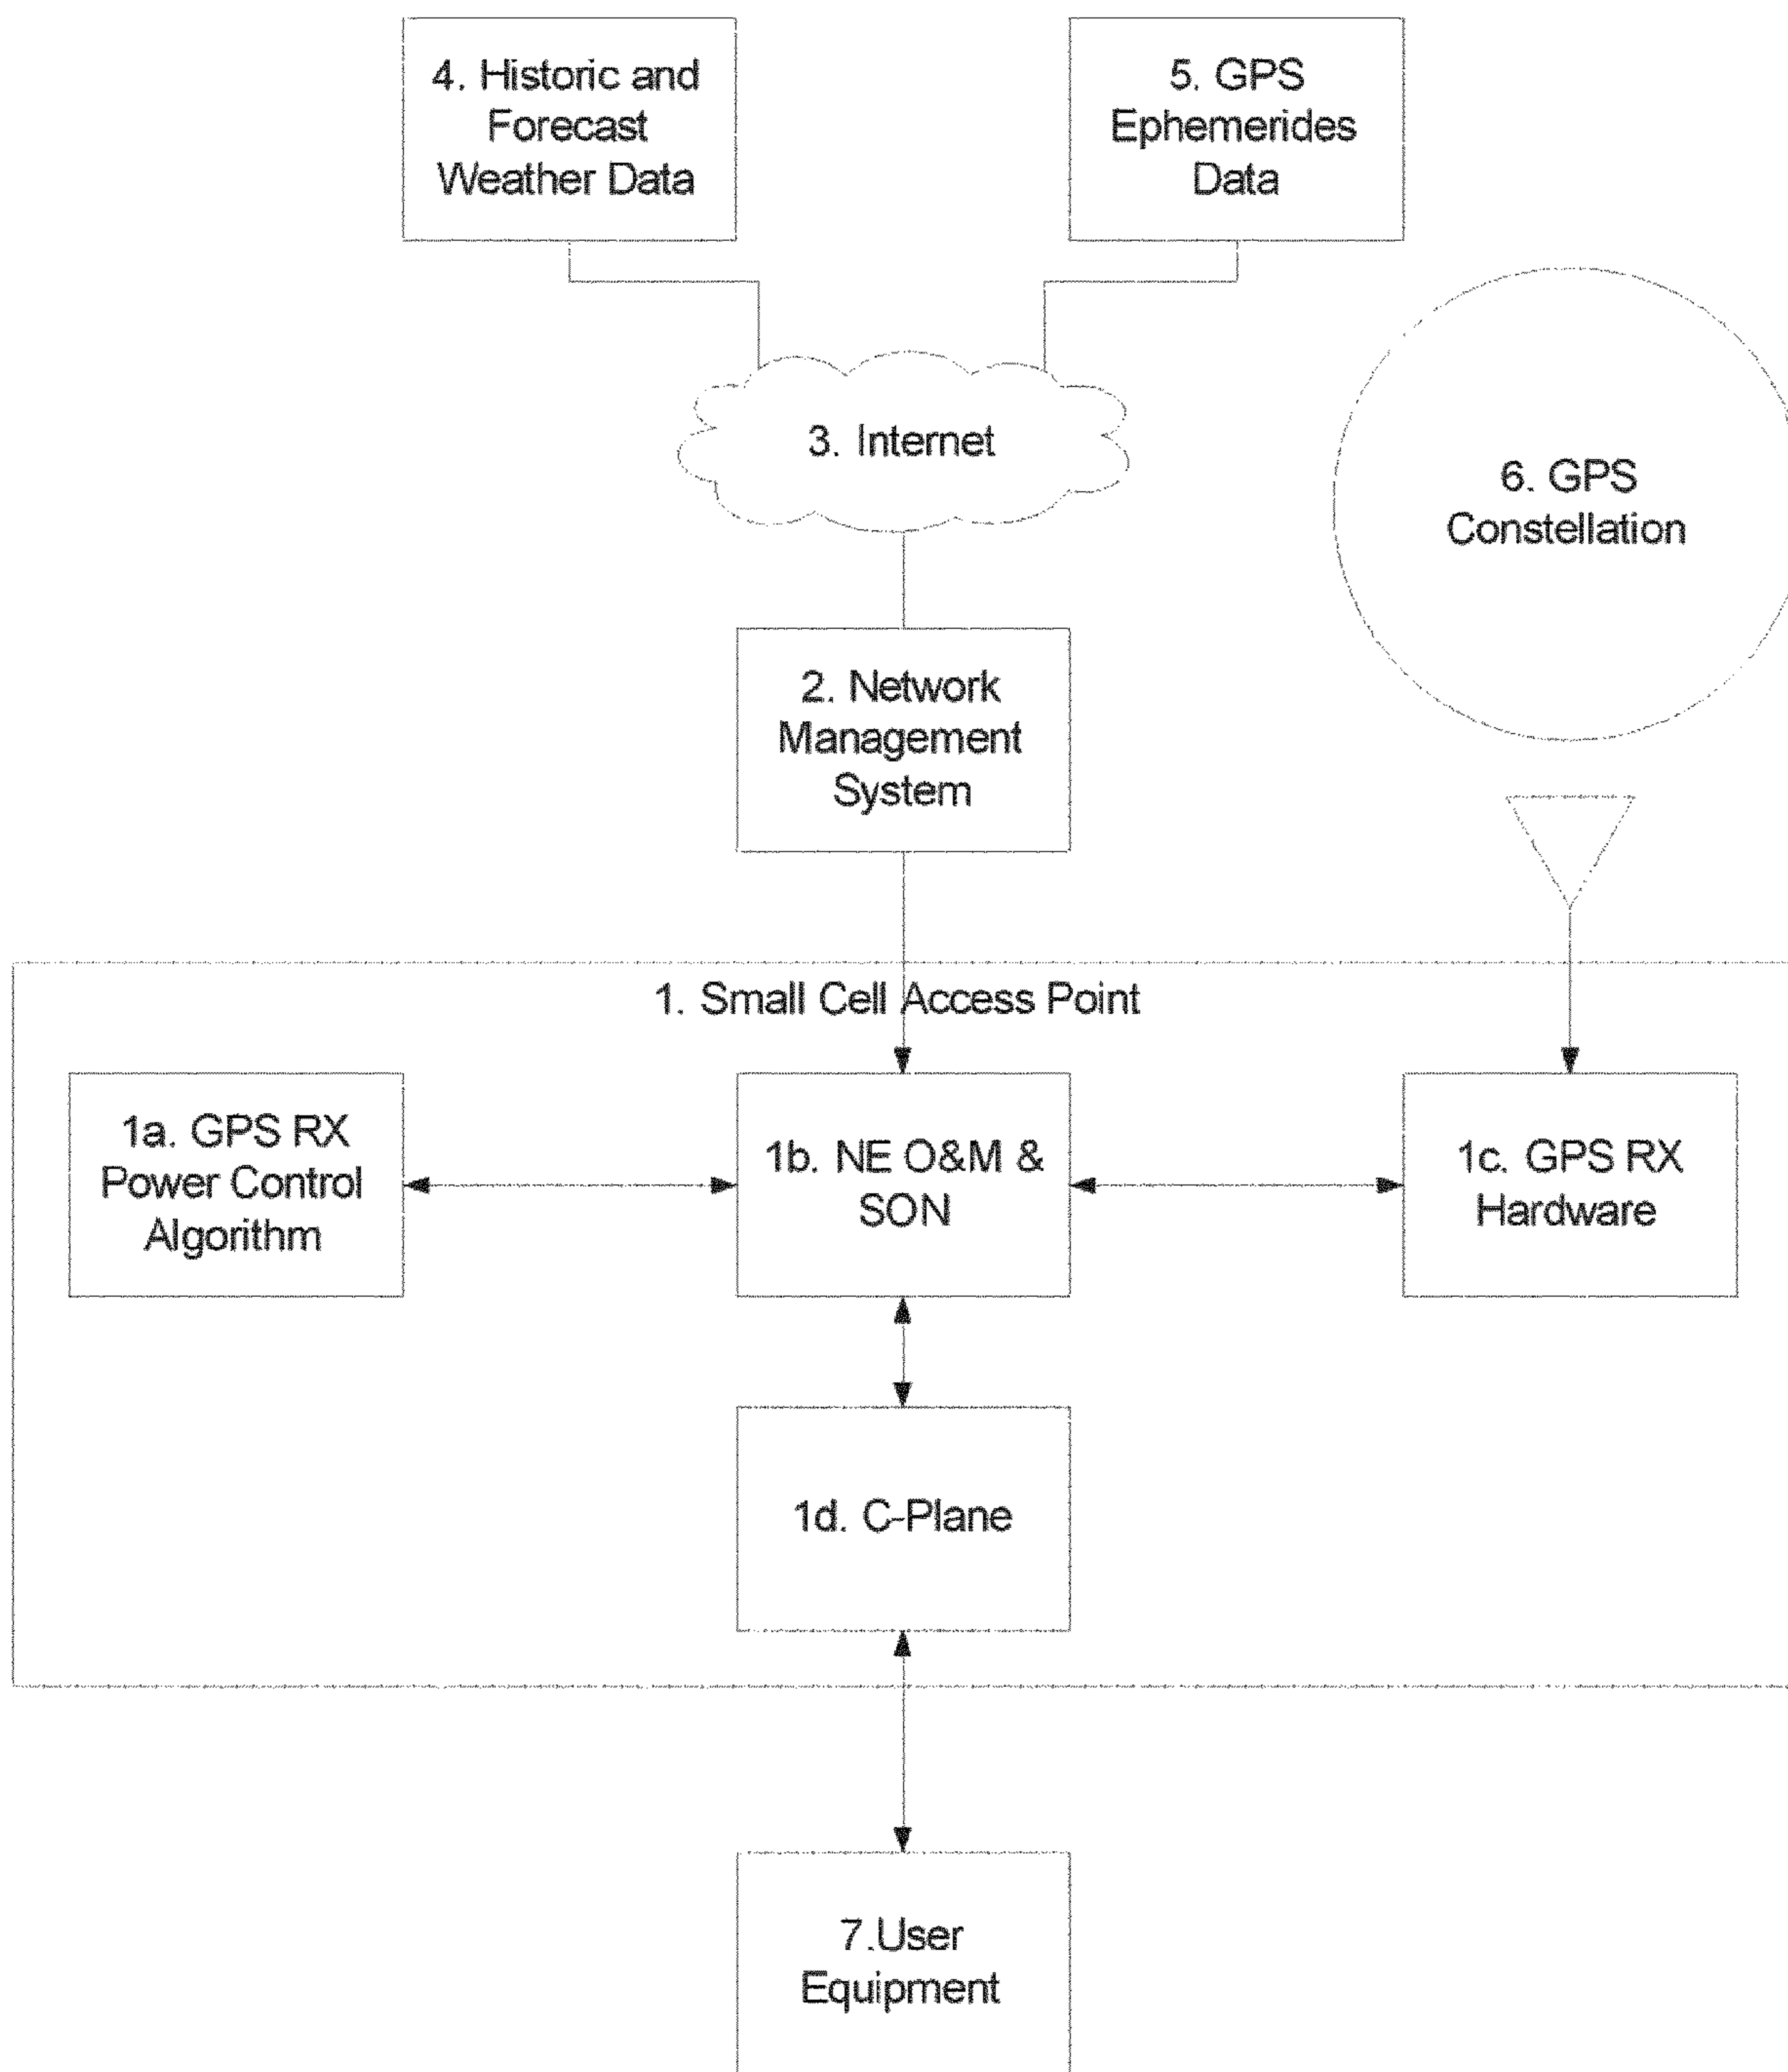 4. Historic and
Forecast
Weather Data
5. GPS
Ephemerides
Data
3. Internet
6. GPS
Constellation
2. Network
Management
System
1. Small Cell Access Point
1a. GPS RX
Power Control
Algorithm
1b. NE O&M &
SON
1c. GPS RX
Hardware
1d. C-Plane
7.User
Equipment